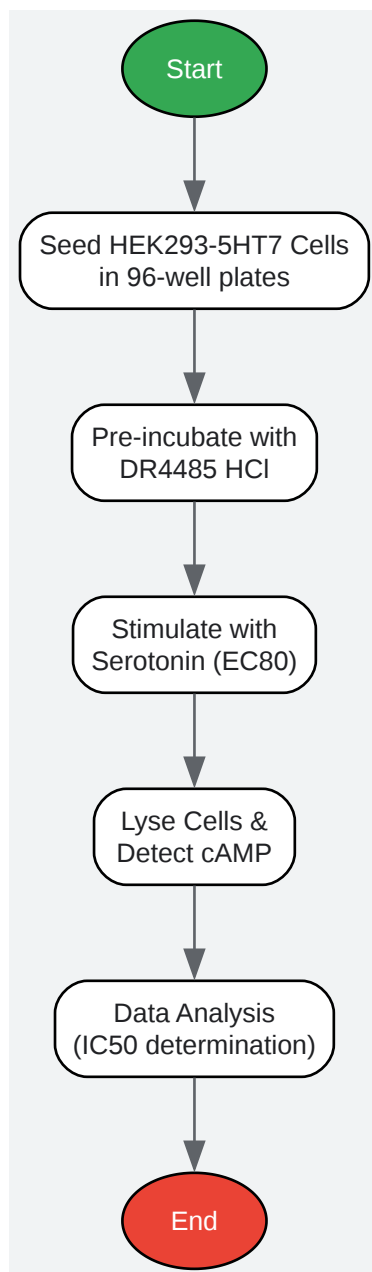 Start
Seed HEK293-5HT7 Cells
in 96-well plates
Pre-incubate with
DR4485 HCl
Stimulate with
Serotonin (EC80)
Lyse Cells &
Detect cAMP
Data Analysis
(IC50 determination)
End